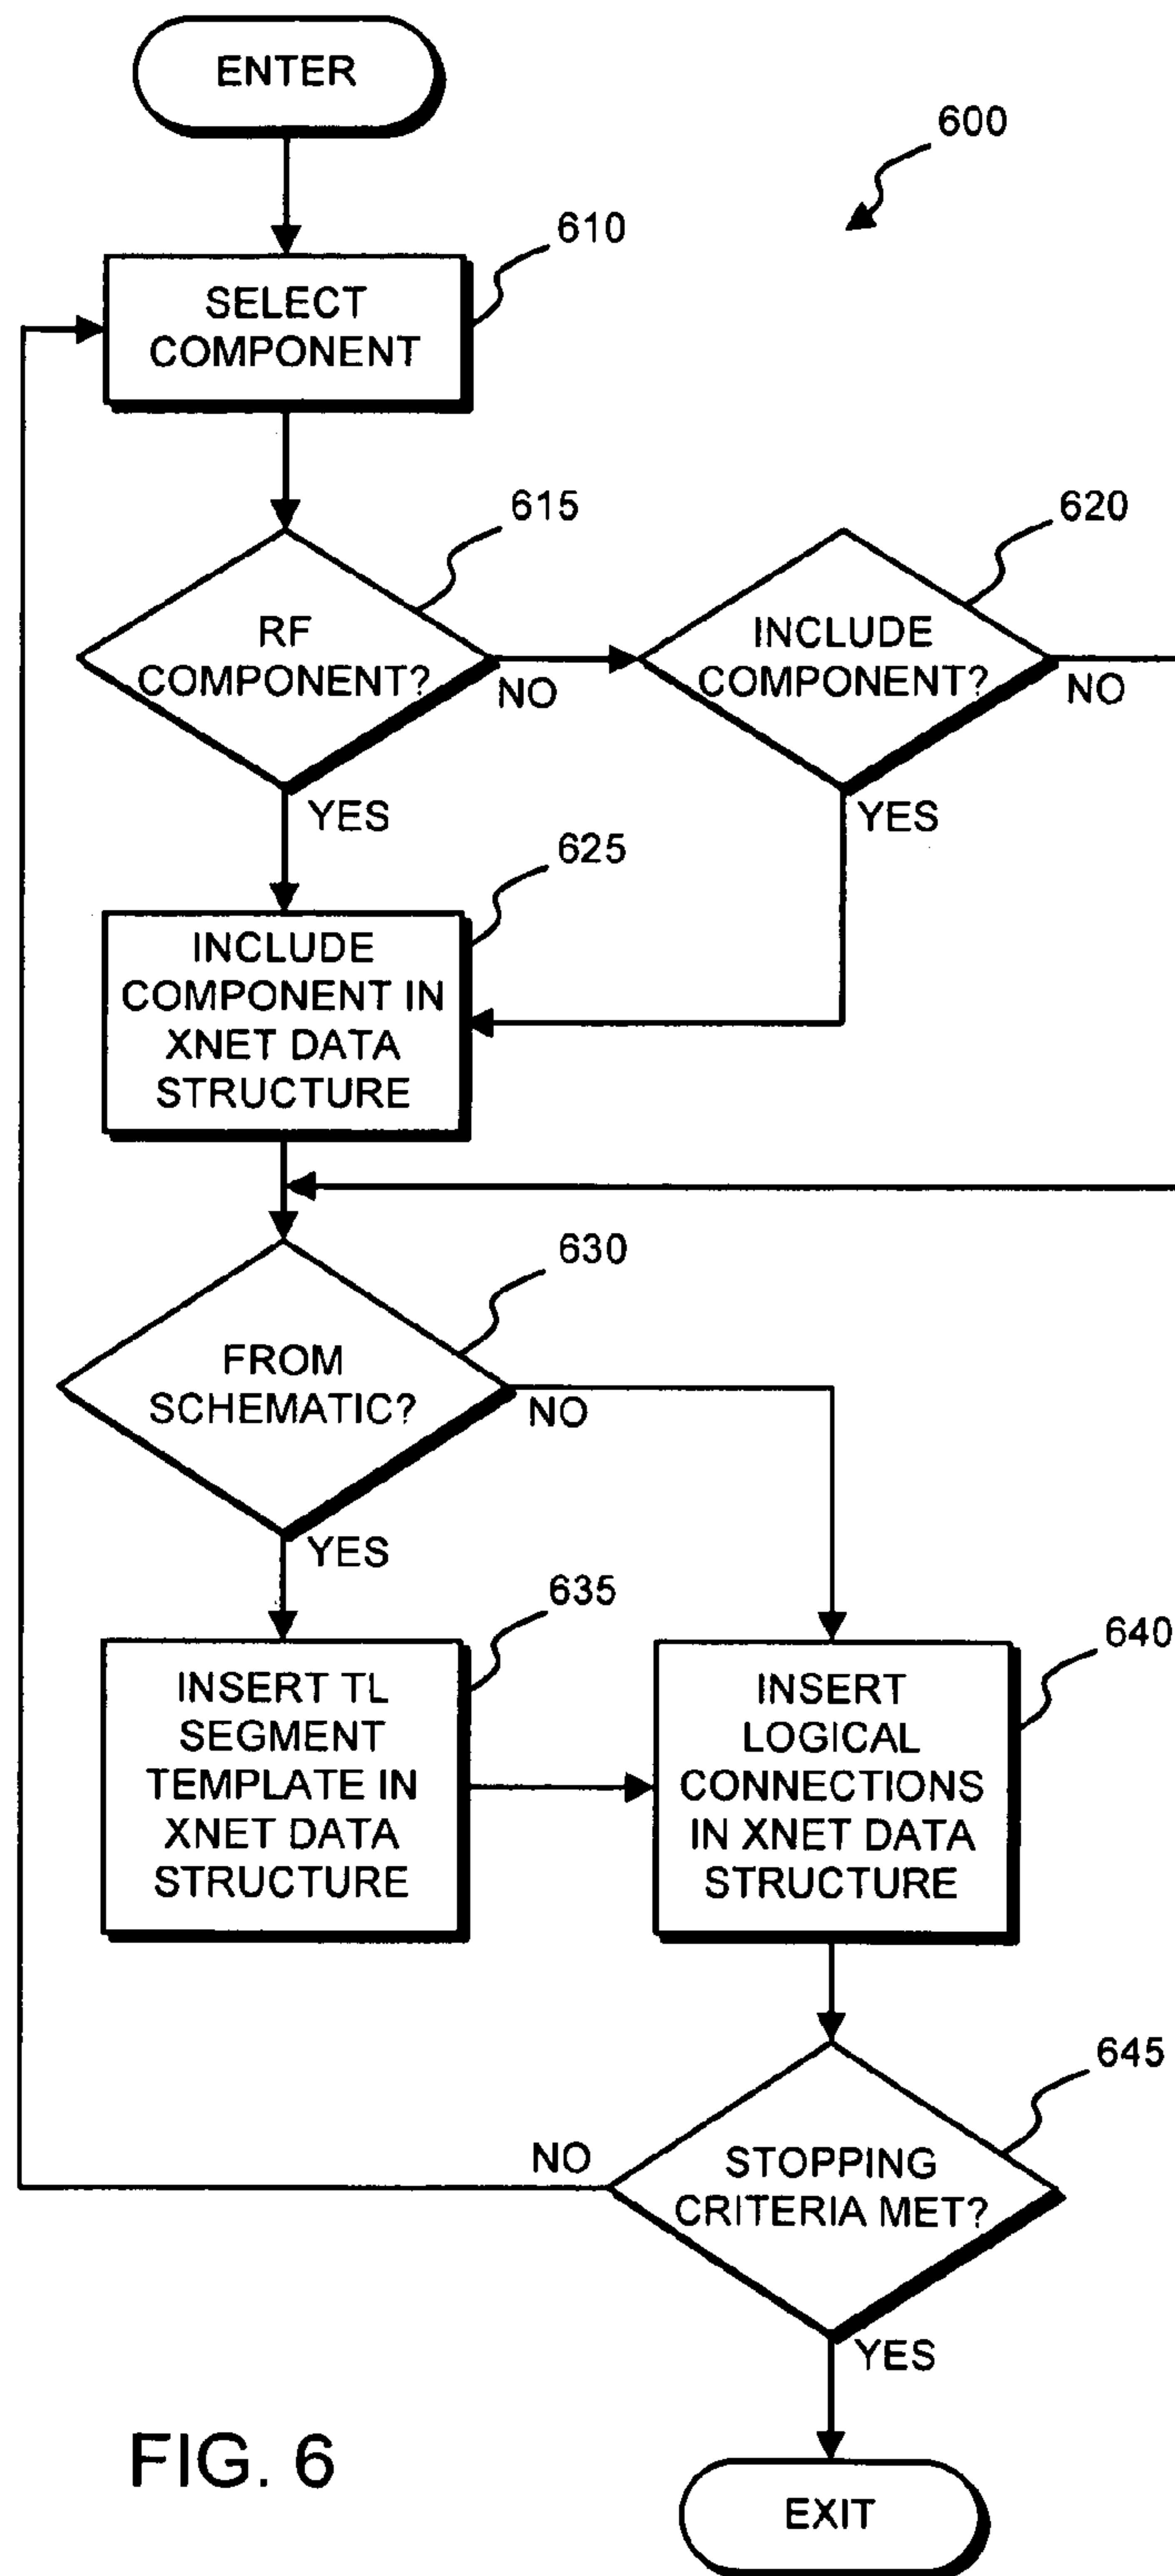 ENTER
600
610
SELECT
COMPONENT
615
620
RF
COMPONENT?
NO
INCLUDE
COMPONENT?
NO
YES
YES
625
INCLUDE
COMPONENT IN
XNET DATA
STRUCTURE
630
FROM
SCHEMATIC?
NO
YES
635
640
INSERT TL
SEGMENT
TEMPLATE IN
XNET DATA
STRUCTURE
INSERT
LOGICAL
CONNECTIONS
IN XNET DATA
STRUCTURE
645
NO
STOPPING
CRITERIA MET?
YES
FIG. 6
EXIT